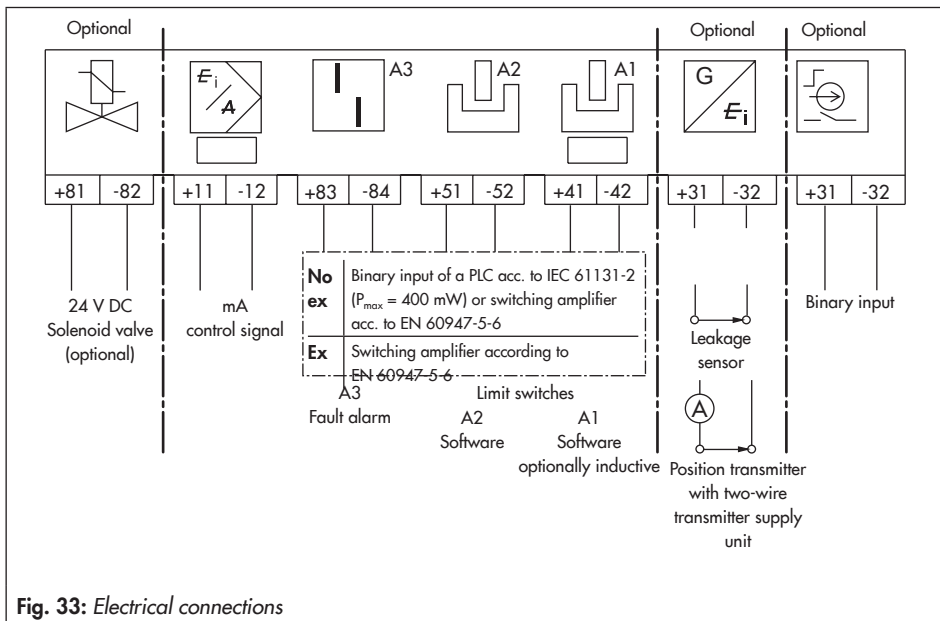 Optional Optional Optional
E i A
A3
A2
A1
G E i
+81 -82 +11 -12 +83 -84 +51 -52 +41 -42 +31 -32 +31 -32
24 V DC
Solenoid valve
(optional)
mA
control signal
No ex
Binary input of a PLC acc. to IEC 61131-2
(Pmax = 400 mW) or switching amplifier
acc. to EN 60947-5-6
Ex
Switching amplifier according to
EN 60947-5-6
A3
Fault alarm
Limit switches
A2
Software
A1
Software
optionally inductive
Leakage
sensor
A
Position transmitter
with two-wire
transmitter supply
unit
Binary input
Fig. 33: Electrical connections